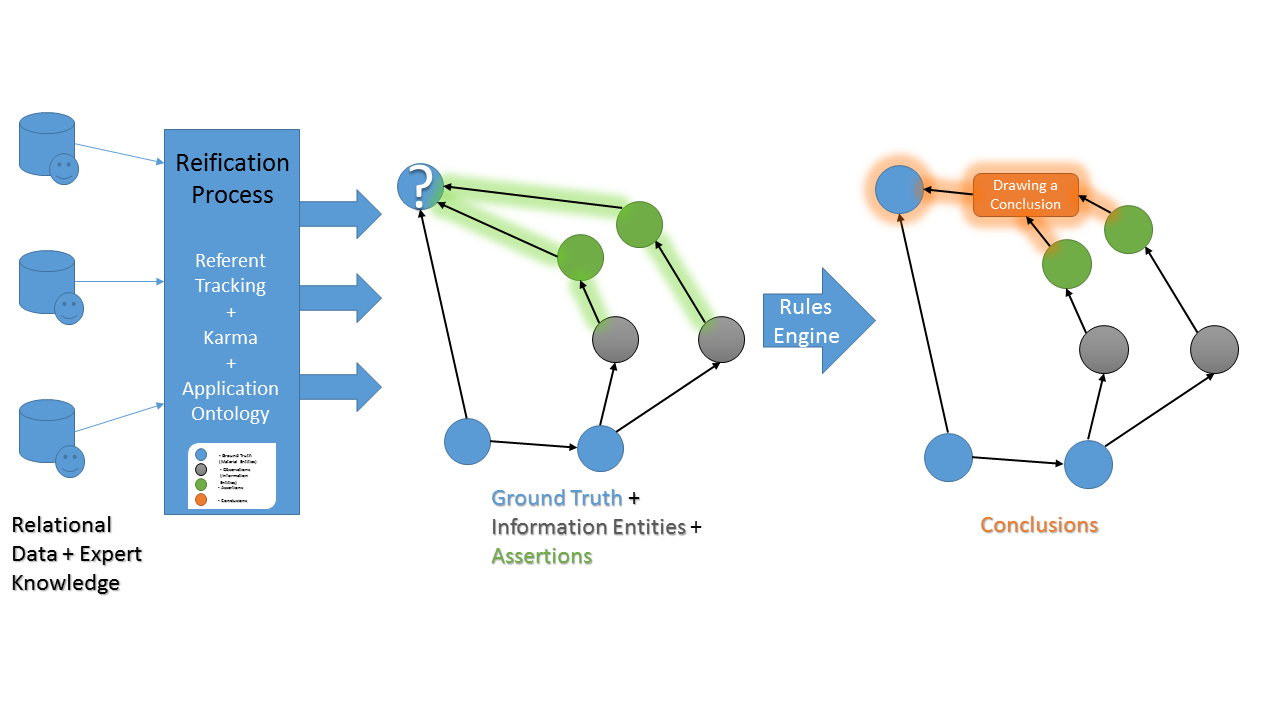 Reification
Process
Referent
Tracking
+
Karma
+
Application
Ontology
- Ground Truth
(Material Entities)
- Observations
(Information
Entities)
- Assertions
- Conclusions
Relational
Data + Expert
Knowledge
?
Ground Truth +
Information Entities +
Assertions
Rules
Engine
Drawing a
Conclusion
Conclusions